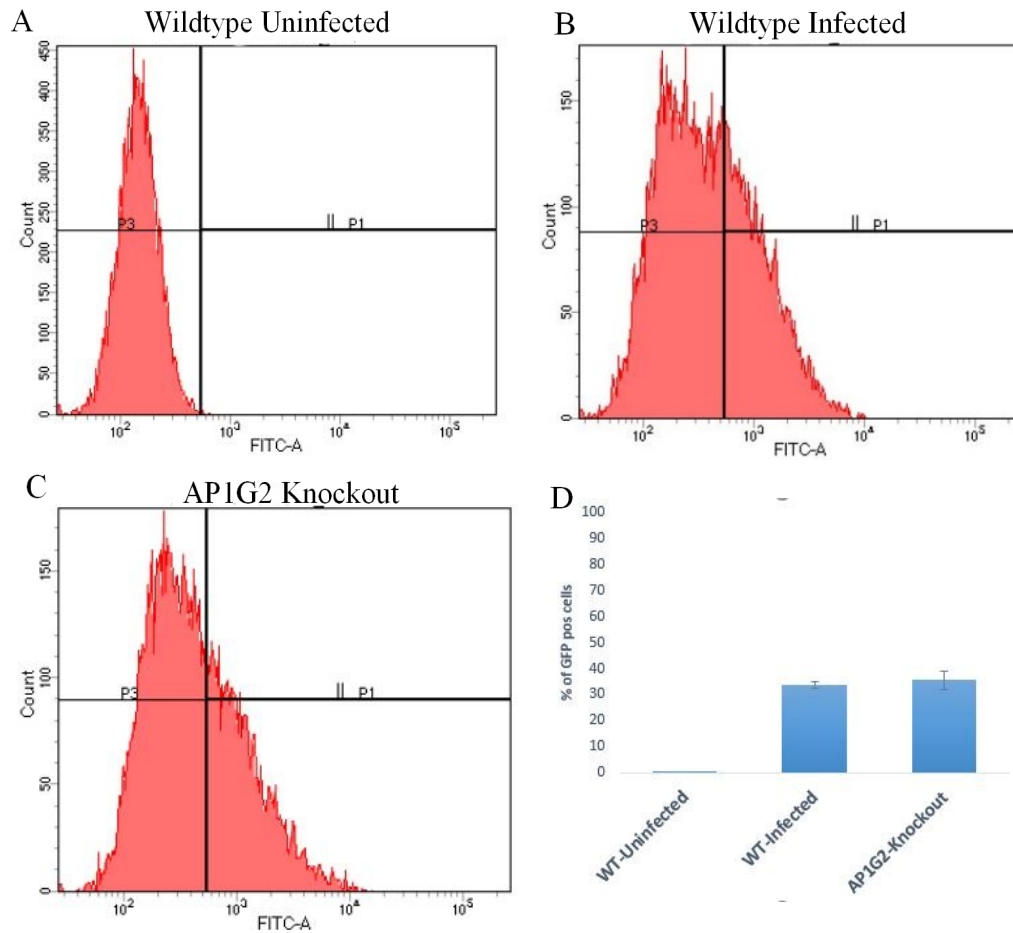 A
Wildtype Uninfected
450
400
350
300
250
200
150
100
50
0
Count
P3
P1
10²
10³
10⁴
10⁵
FITC-A
B
Wildtype Infected
150
100
50
0
Count
P3
P1
10²
10³
10⁴
10⁵
FITC-A
C
AP1G2 Knockout
150
100
50
0
Count
P3
P1
10²
10³
10⁴
10⁵
FITC-A
D
100
90
80
70
60
50
40
30
20
10
0
% of GFP pos cells
WT-Uninfected
WT-Infected
AP1G2-Knockout